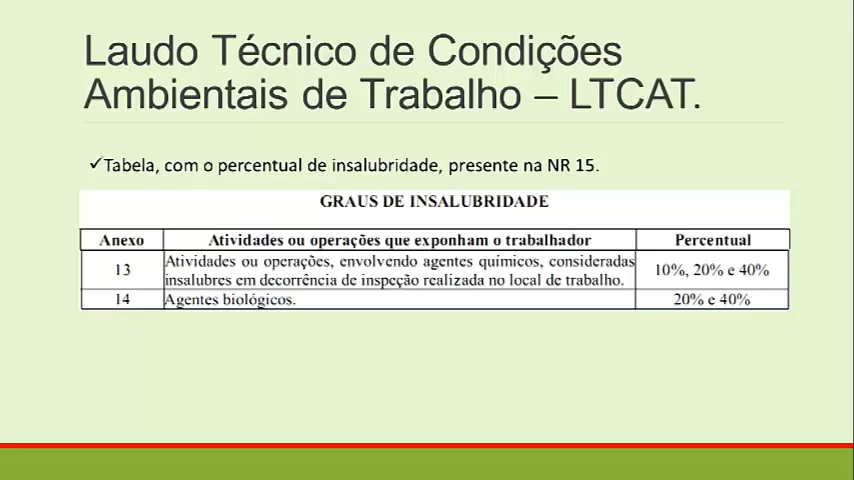 Laudo Técnico de Condições
Ambientais de Trabalho – LTCAT.
✓Tabela, com o percentual de insalubridade, presente na NR 15.
GRAUS DE INSALUBRIDADE
Anexo Atividades ou operações que exponham o trabalhador Percentual
13 Atividades ou operações, envolvendo agentes químicos, consideradas insalubres em decorrência de inspeção realizada no local de trabalho. 10%, 20% e 40%
14 Agentes biológicos. 20% e 40%